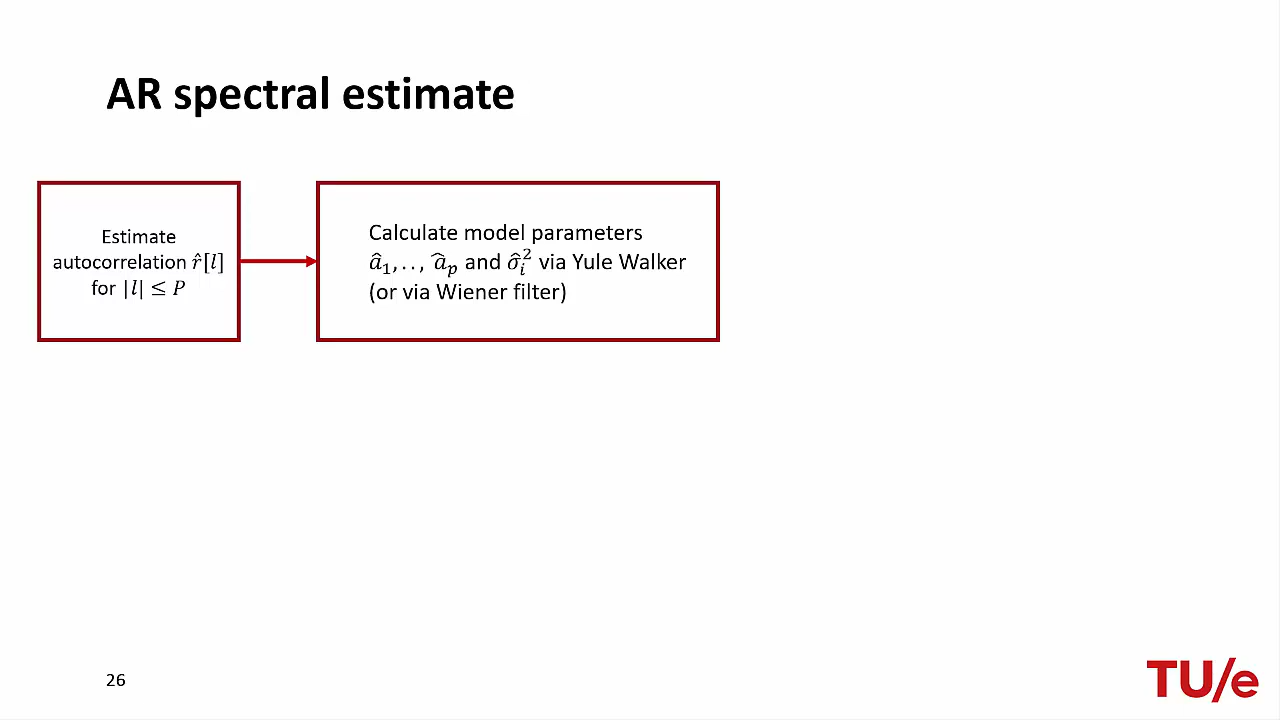 AR spectral estimate
Estimate
autocorrelation r̂[l]
for |l| ≤ P
Calculate model parameters
â₁,.., âₚ and σ̂ᵢ² via Yule Walker
(or via Wiener filter)
26
TU/e